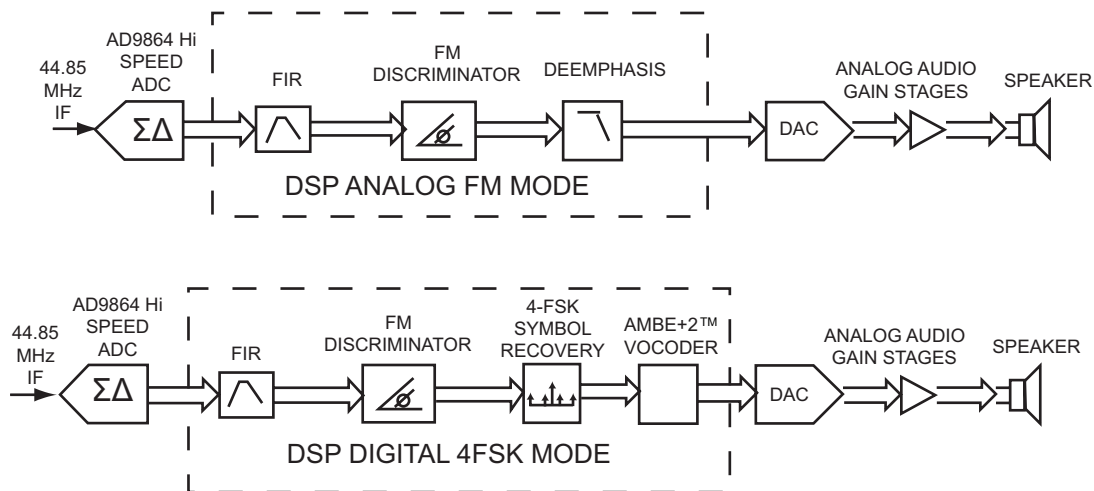 AD9864 Hi
SPEED
ADC
44.85
MHz
IF
ΣΔ
FIR
FM
DISCRIMINATOR
DEEMPHASIS
DAC
ANALOG AUDIO
GAIN STAGES
SPEAKER
DSP ANALOG FM MODE
AD9864 Hi
SPEED
ADC
44.85
MHz
IF
ΣΔ
FIR
FM
DISCRIMINATOR
4-FSK
SYMBOL
RECOVERY
AMBE+2™
VOCODER
DAC
ANALOG AUDIO
GAIN STAGES
SPEAKER
DSP DIGITAL 4FSK MODE